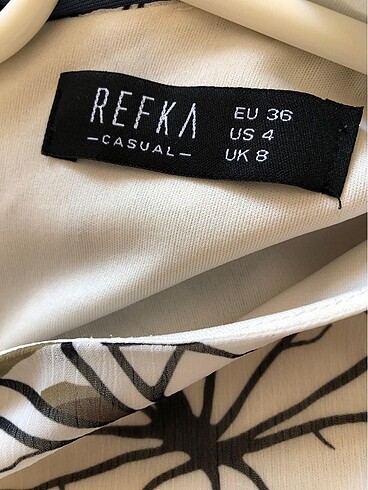 REFKA
—CASUAL—
EU 36
US 4
UK 8